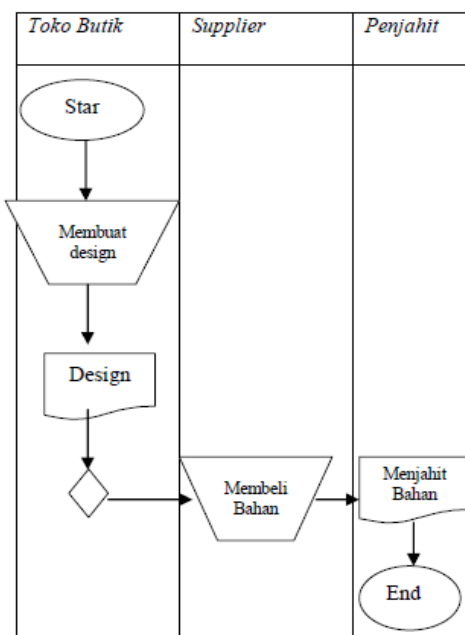 Toko Butik
Supplier
Penjahit
Star
Membuat
design
Design
Membeli
Bahan
Menjahit
Bahan
End